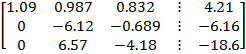 [1.09 0.987 0.832 ⋮ 4.21
0 -6.12 -0.689 ⋮ -6.16
0 6.57 -4.18 ⋮ -18.6]